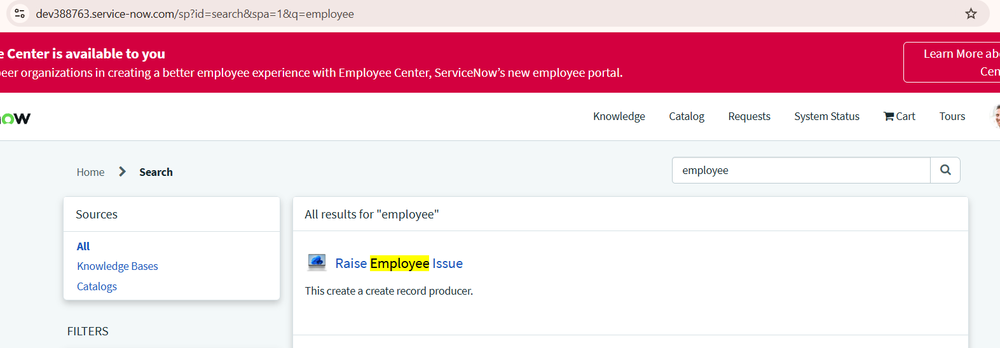 dev388763.service-now.com/sp?id=search&spa=1&q=employee
e Center is available to you
eer organizations in creating a better employee experience with Employee Center, ServiceNow’s new employee portal.
Learn More abo
Cen
now
Knowledge
Catalog
Requests
System Status
Cart
Tours
Home
Search
employee
Sources
All
Knowledge Bases
Catalogs
FILTERS
All results for "employee"
Raise Employee Issue
This create a create record producer.